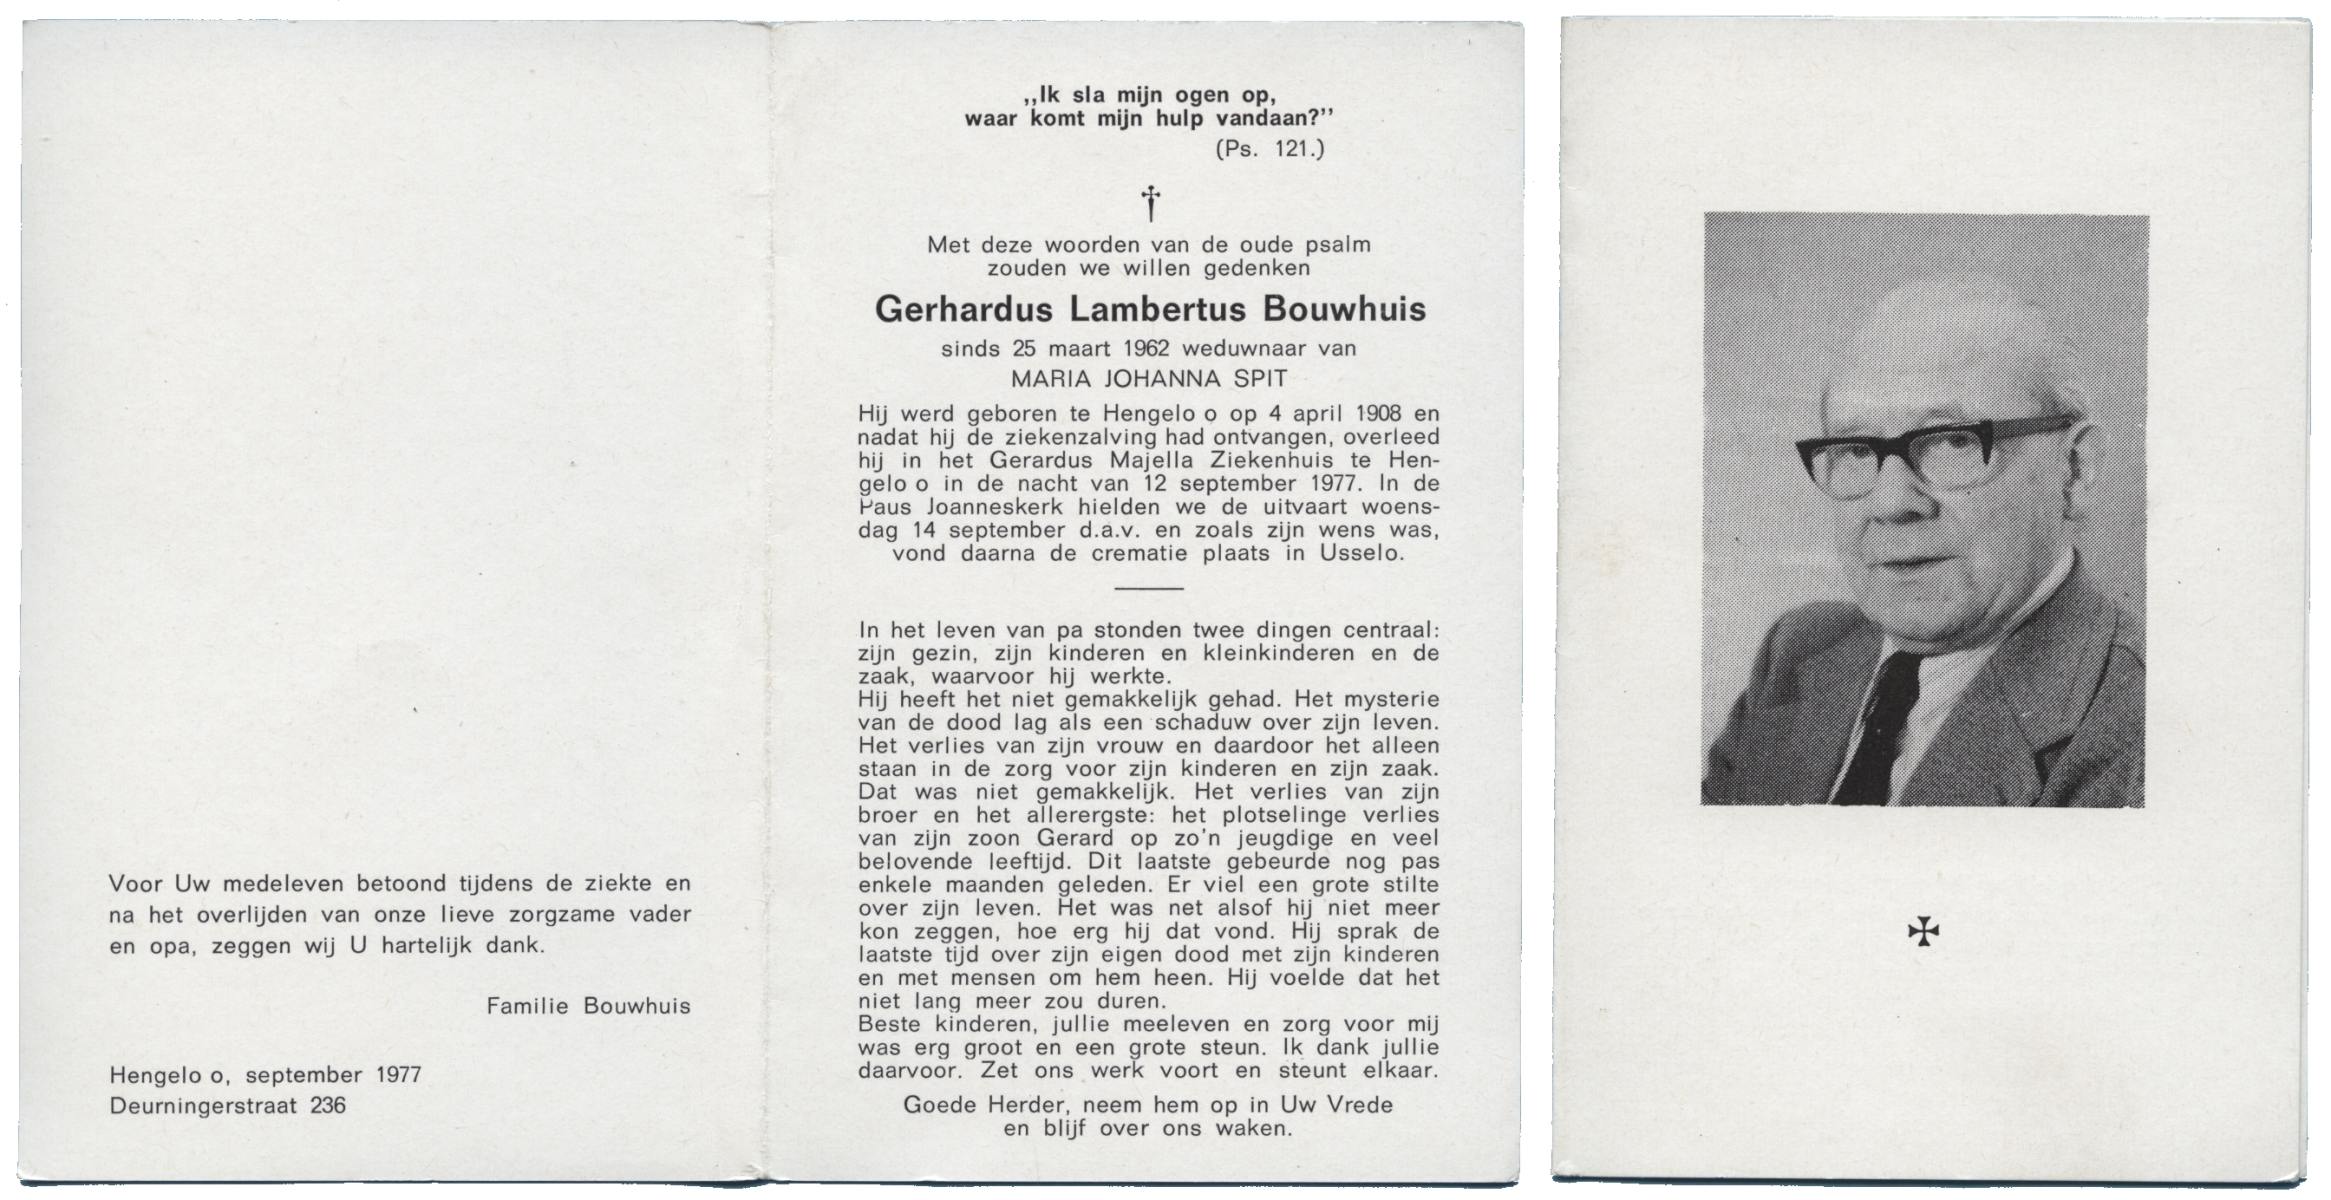 Voor Uw medeleven betoond tijdens de ziekte en
na het overlijden van onze lieve zorgzame vader
en opa, zeggen wij U hartelijk dank.
Familie Bouwhuis
Hengelo o, september 1977
Deurningerstraat 236
,,Ik sla mijn ogen op,
waar komt mijn hulp vandaan?’’
(Ps. 121.)
Met deze woorden van de oude psalm
zouden we willen gedenken
Gerhardus Lambertus Bouwhuis
sinds 25 maart 1962 weduwnaar van
MARIA JOHANNA SPIT
Hij werd geboren te Hengelo o op 4 april 1908 en
nadat hij de ziekenzalving had ontvangen, overleed
hij in het Gerardus Majella Ziekenhuis te Hen-
gelo o in de nacht van 12 september 1977. In de
Paus Joanneskerk hielden we de uitvaart woens-
dag 14 september d.a.v. en zoals zijn wens was,
vond daarna de crematie plaats in Usselo.
In het leven van pa stonden twee dingen centraal:
zijn gezin, zijn kinderen en kleinkinderen en de
zaak, waarvoor hij werkte.
Hij heeft het niet gemakkelijk gehad. Het mysterie
van de dood lag als een schaduw over zijn leven.
Het verlies van zijn vrouw en daardoor het alleen
staan in de zorg voor zijn kinderen en zijn zaak.
Dat was niet gemakkelijk. Het verlies van zijn
broer en het allerergste: het plotselinge verlies
van zijn zoon Gerard op zo’n jeugdige en veel
belovende leeftijd. Dit laatste gebeurde nog pas
enkele maanden geleden. Er viel een grote stilte
over zijn leven. Het was net alsof hij niet meer
kon zeggen, hoe erg hij dat vond. Hij sprak de
laatste tijd over zijn eigen dood met zijn kinderen
en met mensen om hem heen. Hij voelde dat het
niet lang meer zou duren.
Beste kinderen, jullie meeleven en zorg voor mij
was erg groot en een grote steun. Ik dank jullie
daarvoor. Zet ons werk voort en steunt elkaar.
Goede Herder, neem hem op in Uw Vrede
en blijf over ons waken.